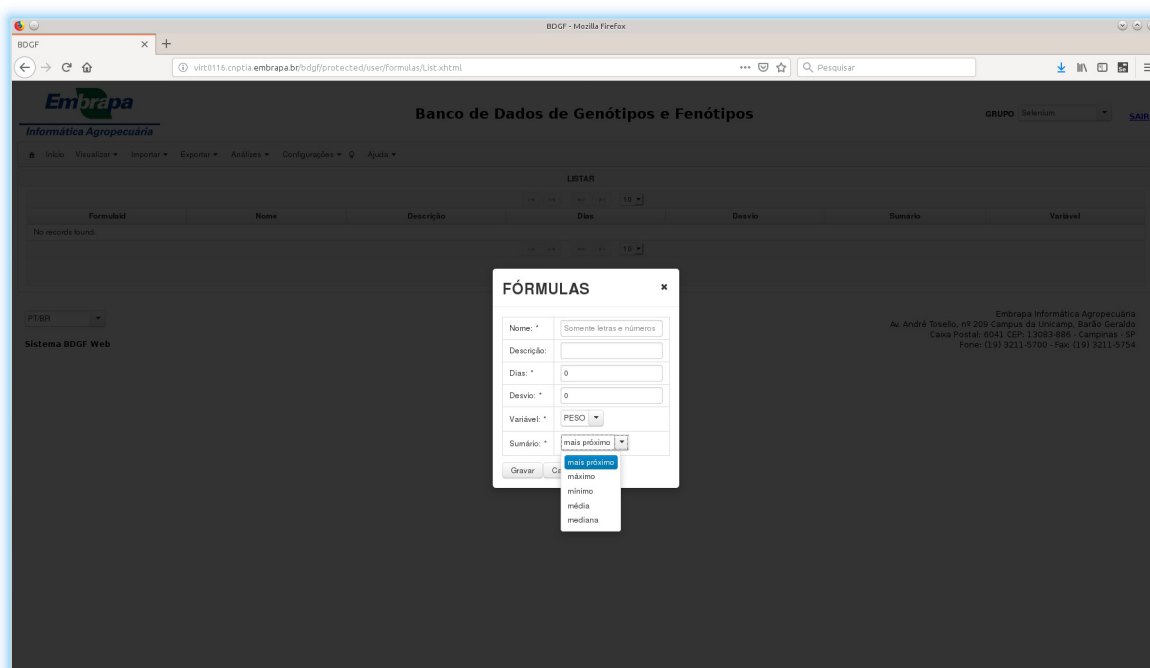 BDGF - Mozilla Firefox
BDGF × +
virt0116.cnptia.embrapa.br/bdgf/protected/user/formulas/List.xhtml
Pesquisar
Embrapa
Informática Agropecuária
Banco de Dados de Genótipos e Fenótipos
GRUPO Selenium SAIR
Início Visualizar Importar Exportar Análises Configurações Ajuda
LISTAR
10
FormulaId Nome Descrição Dias Desvio Sumário Variável
No records found.
10
FÓRMULAS
Nome: * Somente letras e números
Descrição:
Dias: * 0
Desvio: * 0
Variável: * PESO
Sumário: * mais próximo
Gravar
mais próximo
máximo
mínimo
média
mediana
PT-BR
Sistema BDGF Web
Embrapa Informática Agropecuária
Av. André Tosello, nº 209 Campus da Unicamp, Barão Geraldo
Caixa Postal: 6041 CEP: 13083-886 - Campinas - SP
Fone: (19) 3211-5700 - Fax: (19) 3211-5754